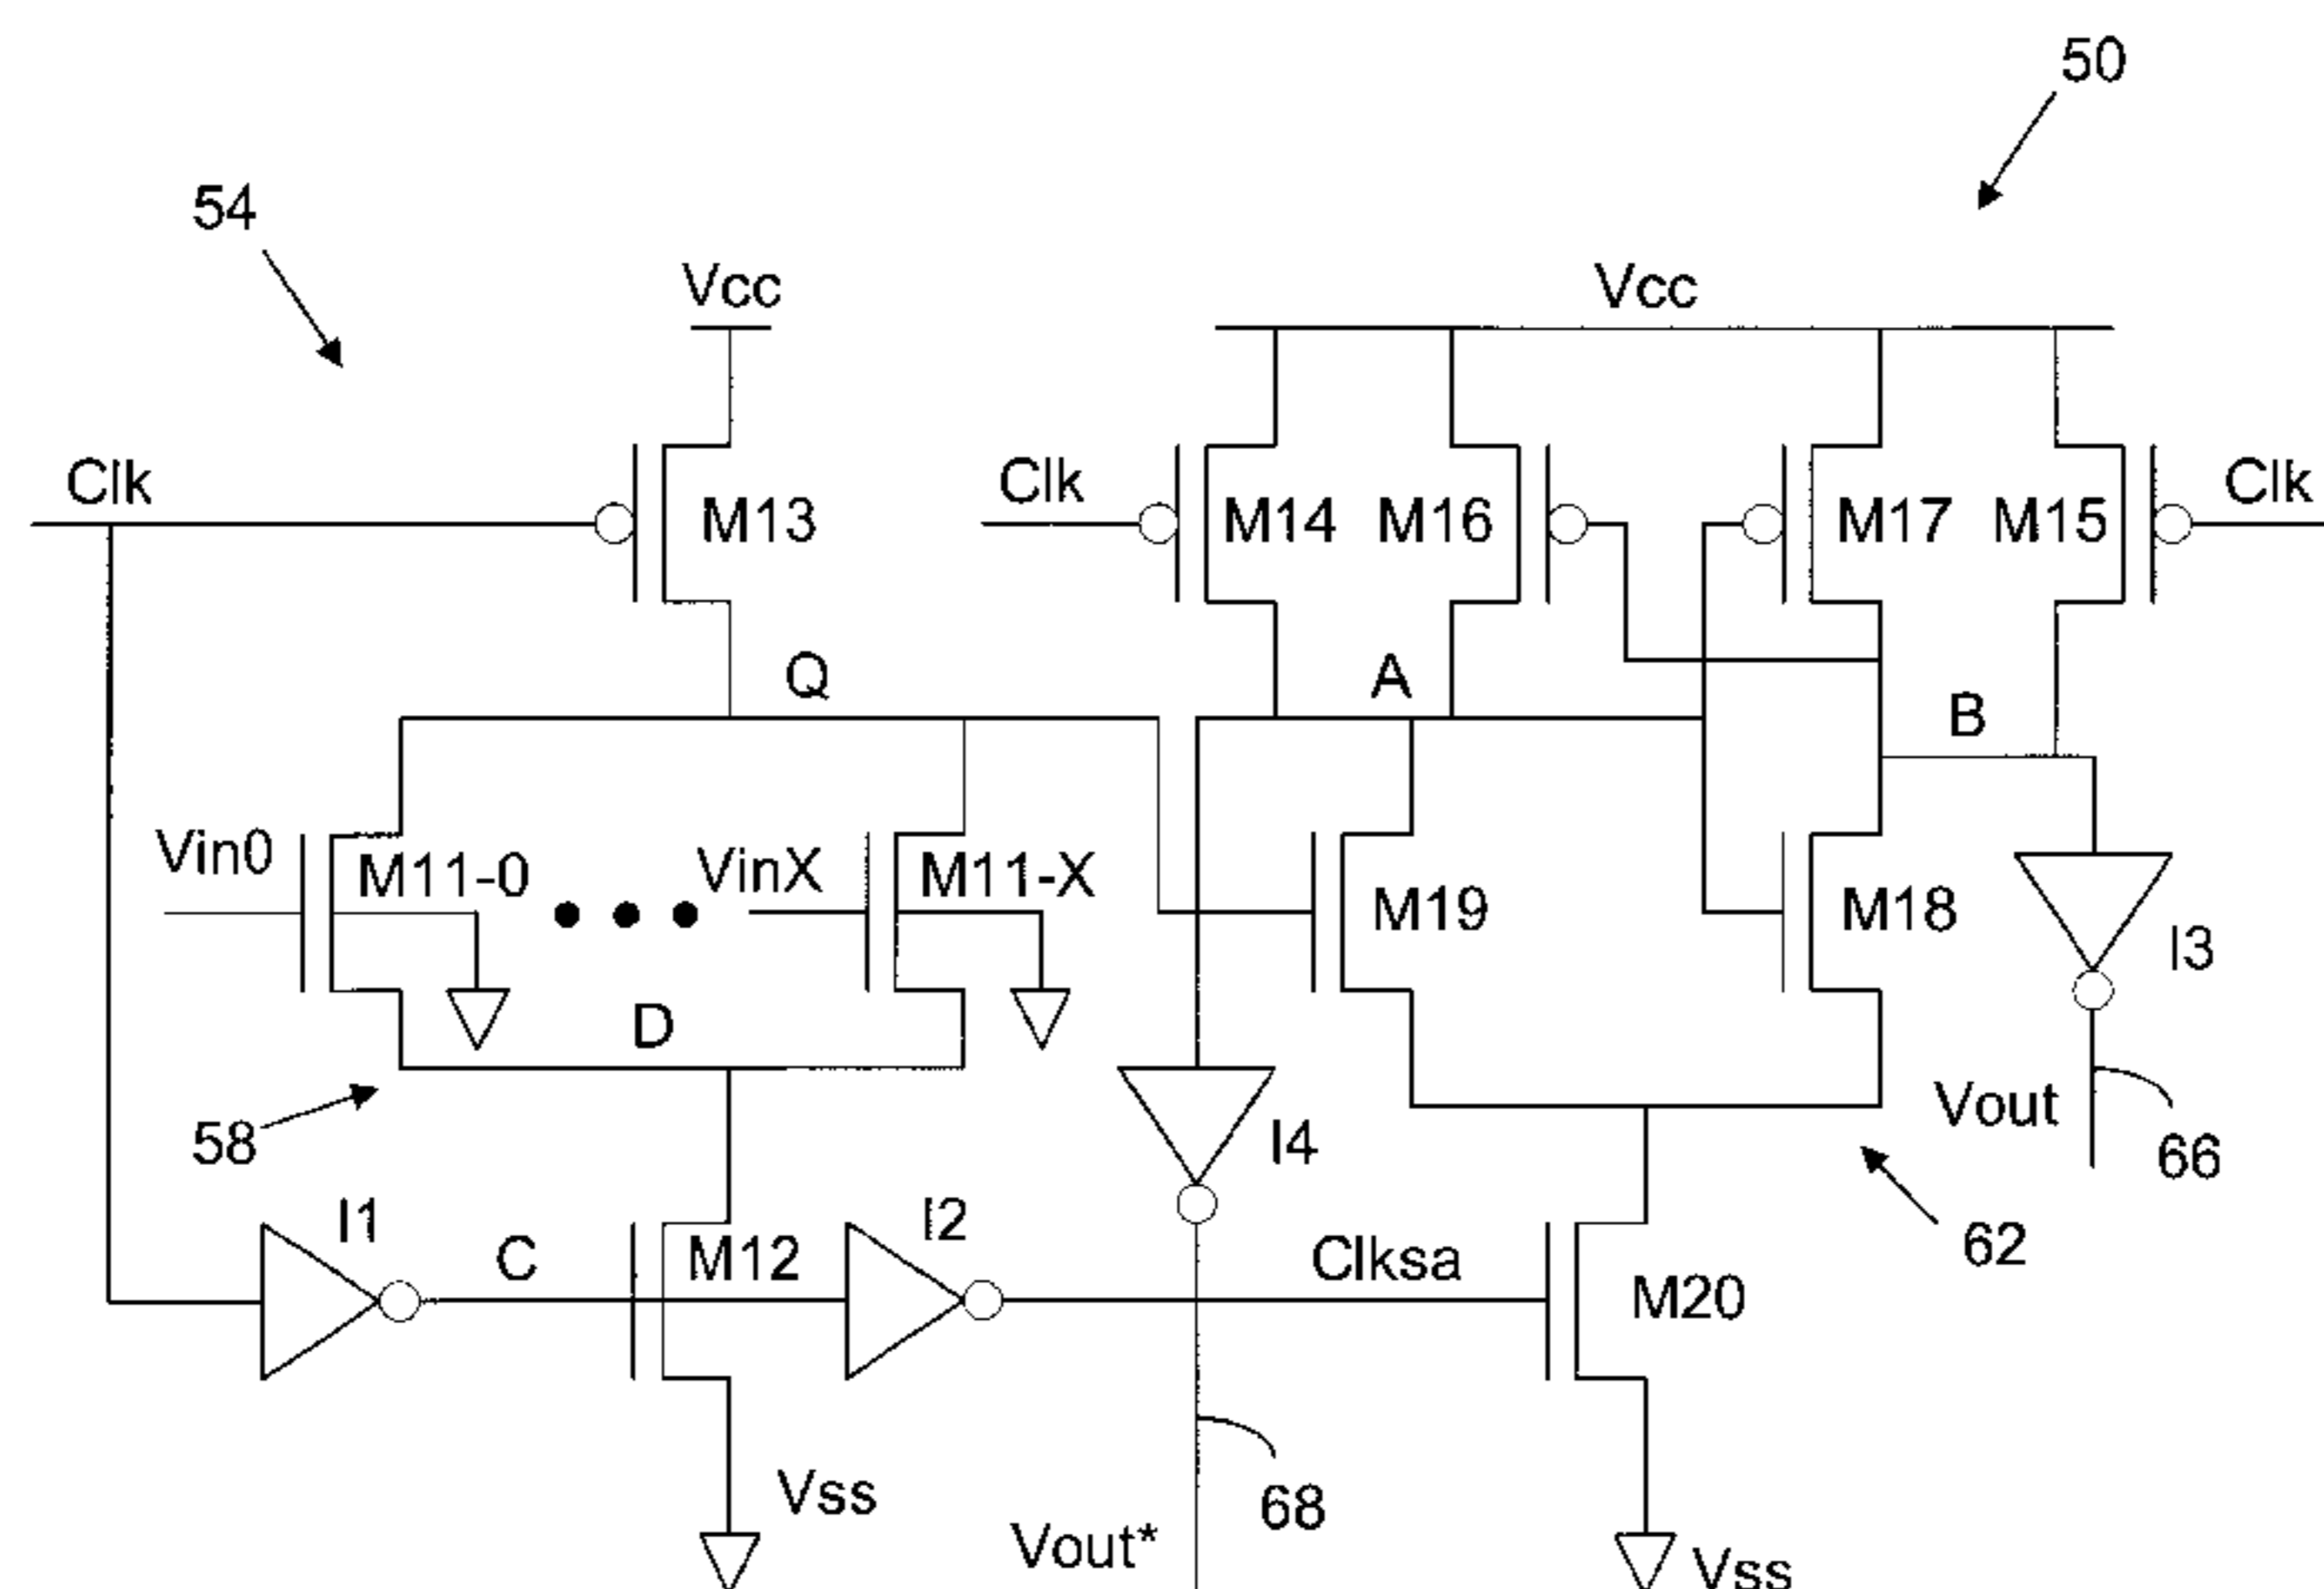 50
54
Vcc
Vcc
Clk
M13
Clk
M14
M16
M17
M15
Clk
Q
A
B
Vin0
M11-0
VinX
M11-X
M19
M18
I3
D
58
I4
Vout
66
I1
C
M12
I2
Clksa
M20
62
Vss
68
Vout*
Vss